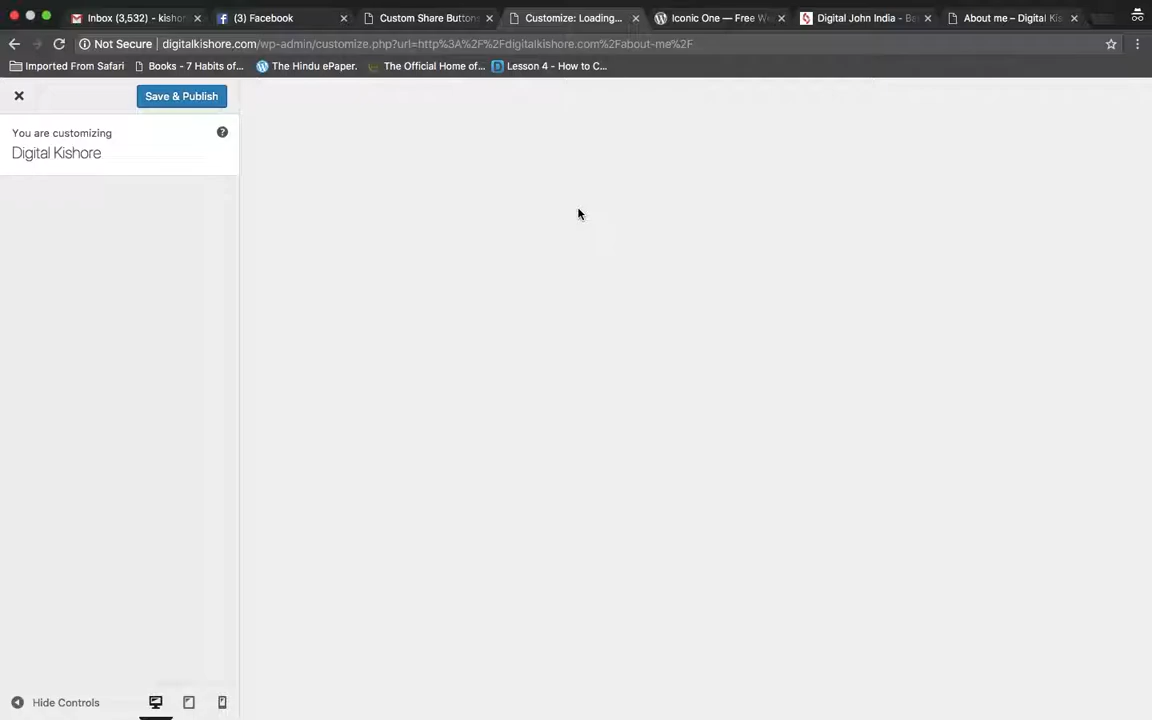 Inbox (3,532) - kishor
(3) Facebook
Custom Share Button
Customize: Loading...
Iconic One — Free W
Digital John India - B
About me – Digital Kis
Not Secure | digitalkishore.com/wp-admin/customize.php?url=http%3A%2F%2Fdigitalkishore.com%2Fabout-me%2F
Imported From Safari
Books - 7 Habits of...
The Hindu ePaper.
The Official Home of...
Lesson 4 - How to C...
Save & Publish
You are customizing
Digital Kishore
Hide Controls